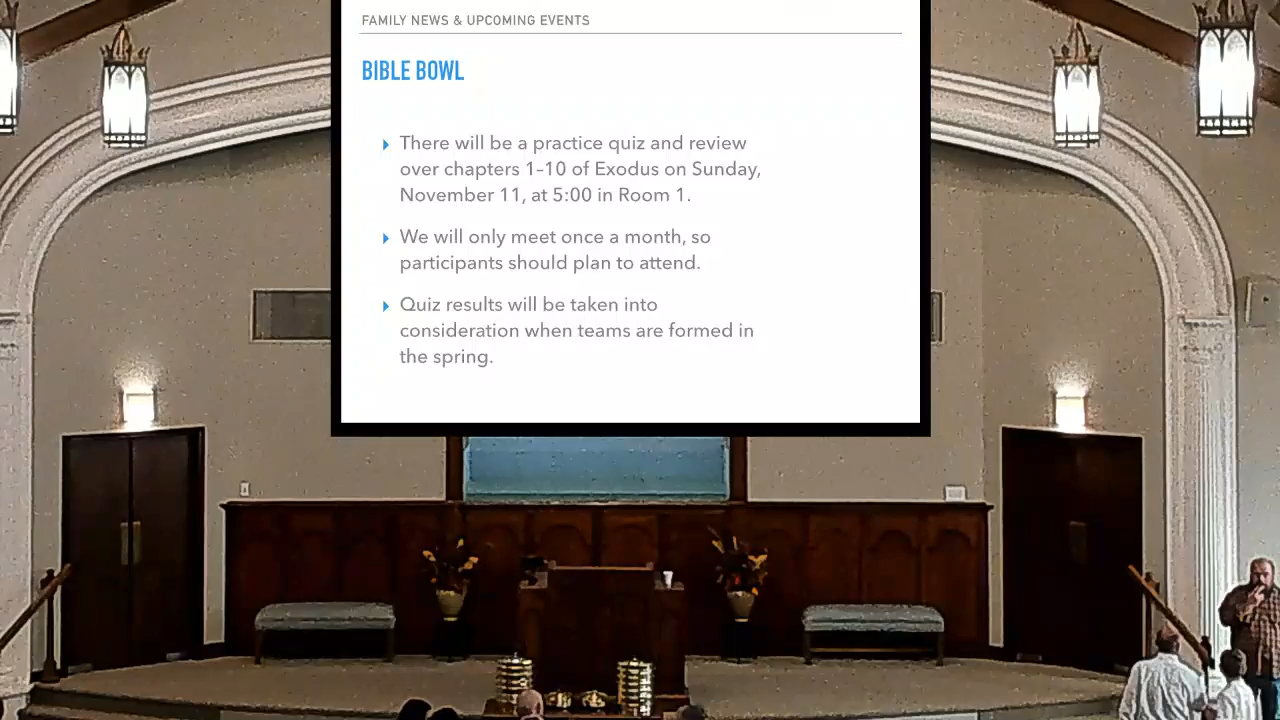 FAMILY NEWS & UPCOMING EVENTS
BIBLE BOWL
There will be a practice quiz and review
over chapters 1–10 of Exodus on Sunday,
November 11, at 5:00 in Room 1.
We will only meet once a month, so
participants should plan to attend.
Quiz results will be taken into
consideration when teams are formed in
the spring.